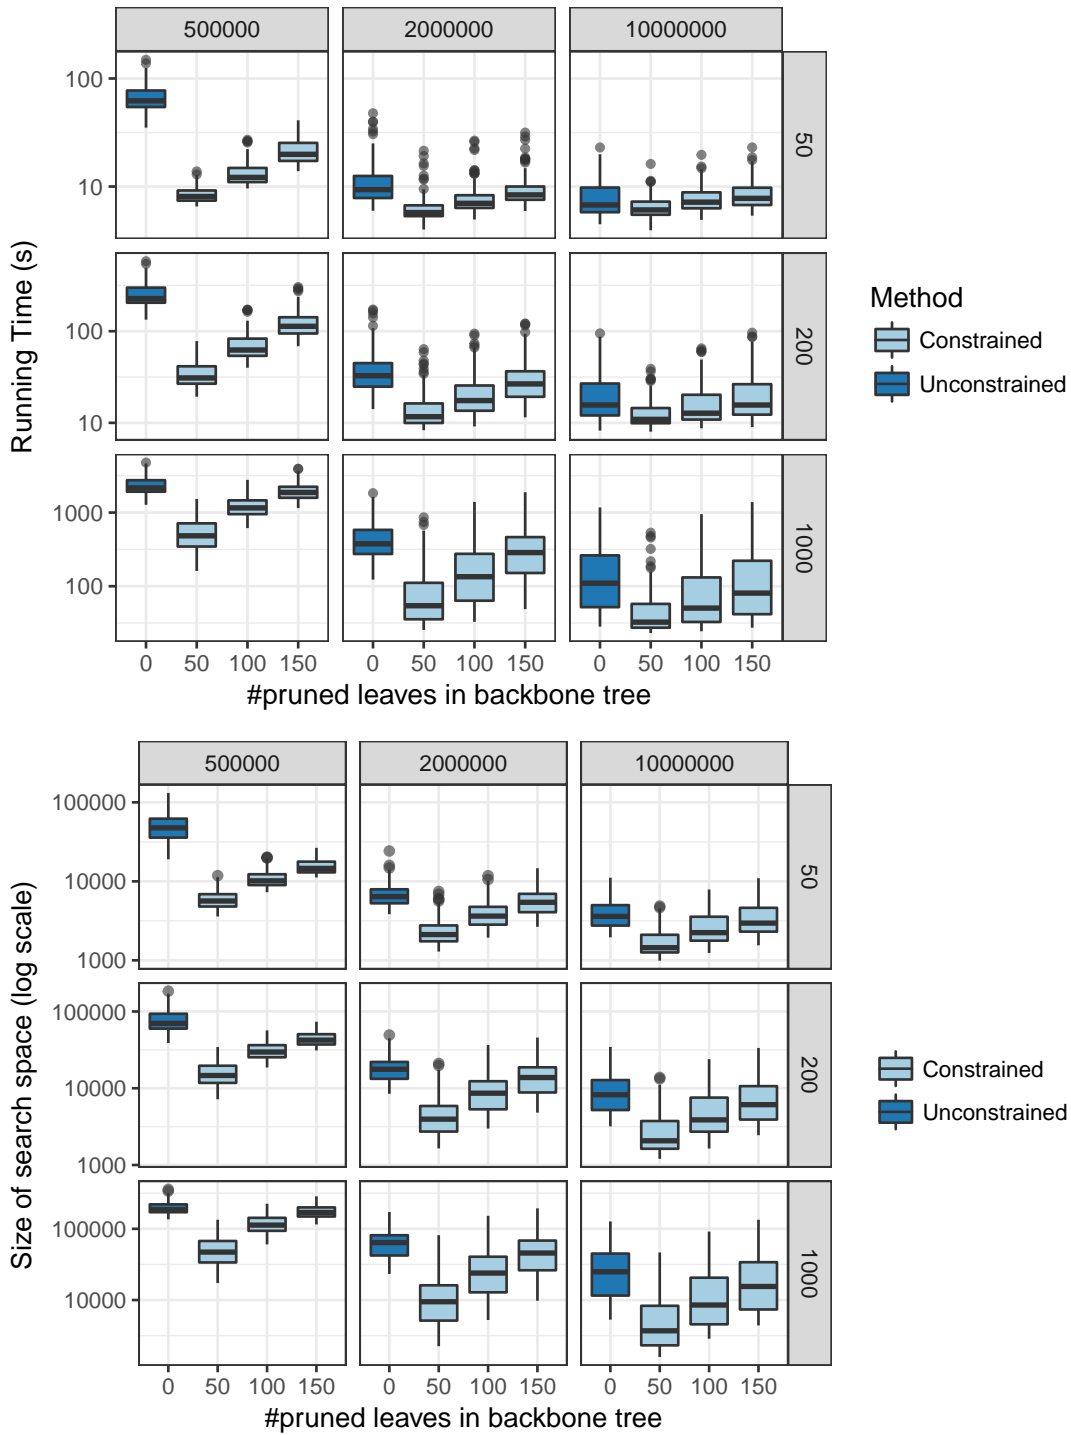 500000 2000000 10000000
100
10
50
Running Time (s)
100
10
200
1000
100
1000
0 50 100 150 0 50 100 150 0 50 100 150
#pruned leaves in backbone tree
Method
Constrained
Unconstrained
500000 2000000 10000000
100000
10000
1000
50
Size of search space (log scale)
100000
10000
1000
200
100000
10000
1000
0 50 100 150 0 50 100 150 0 50 100 150
#pruned leaves in backbone tree
Constrained
Unconstrained